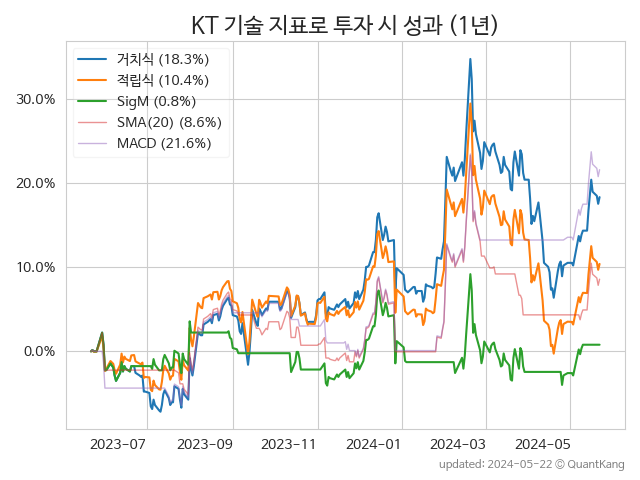 KT 기술 지표로 투자 시 성과 (1년)
거치식 (18.3%)
적립식 (10.4%)
SigM (0.8%)
SMA(20) (8.6%)
MACD (21.6%)
30.0%
20.0%
10.0%
0.0%
2023-07 2023-09 2023-11 2024-01 2024-03 2024-05
updated: 2024-05-22 © QuantKang